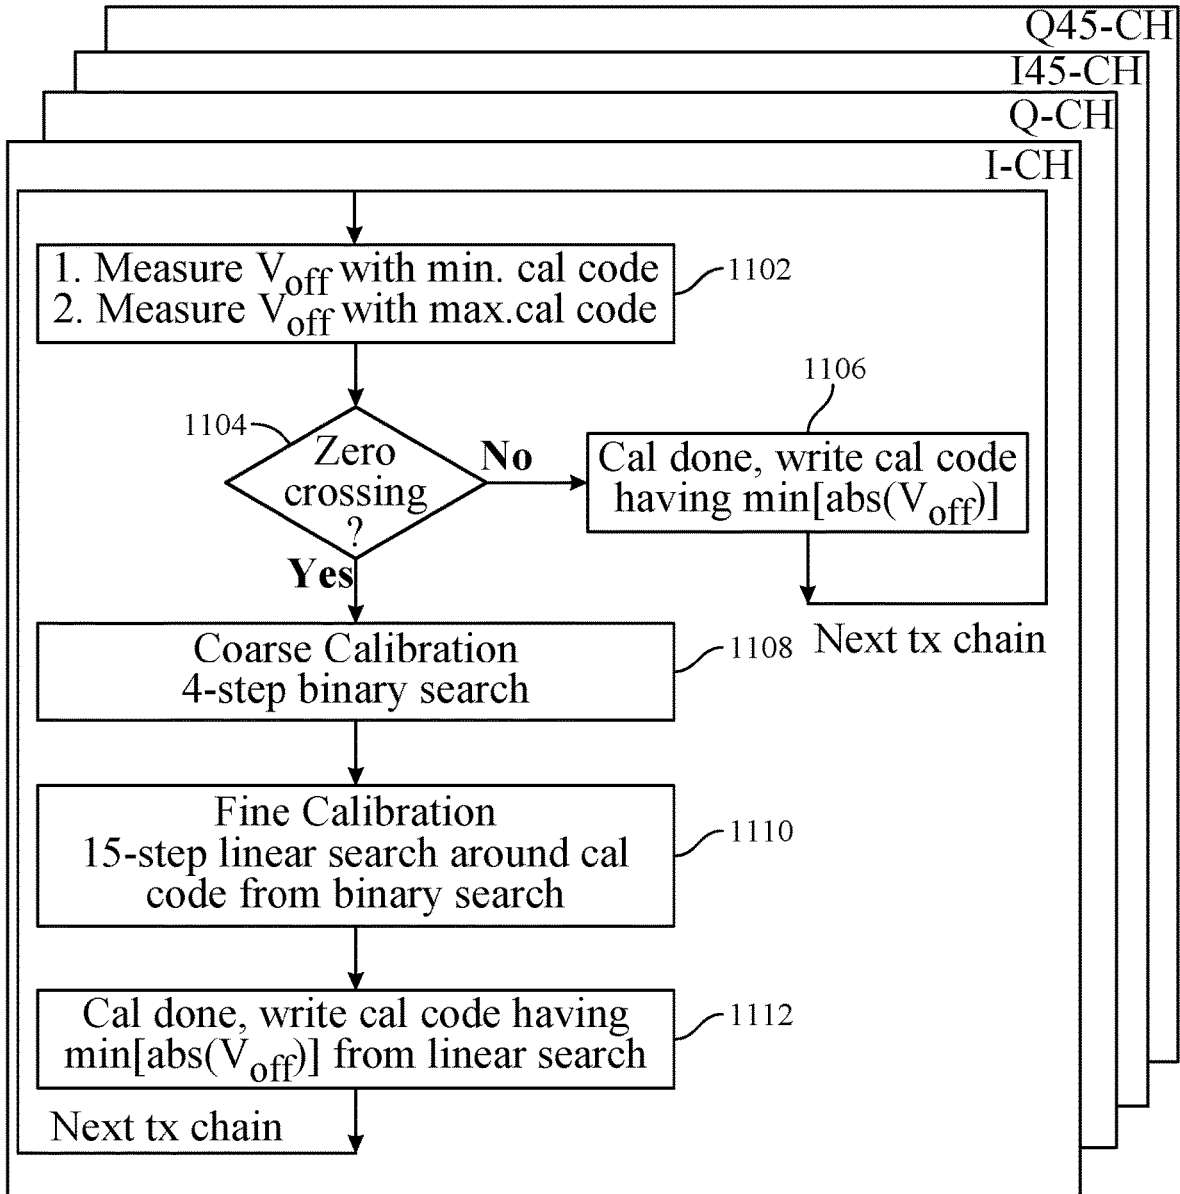 Q45-CH
I45-CH
Q-CH
I-CH
1. Measure Voff with min. cal code
2. Measure Voff with max.cal code
1102
1104
Zero
crossing
?
No
Yes
1106
Cal done, write cal code
having min[abs(Voff)]
Next tx chain
Coarse Calibration
4-step binary search
1108
Fine Calibration
15-step linear search around cal
code from binary search
1110
Cal done, write cal code having
min[abs(Voff)] from linear search
1112
Next tx chain